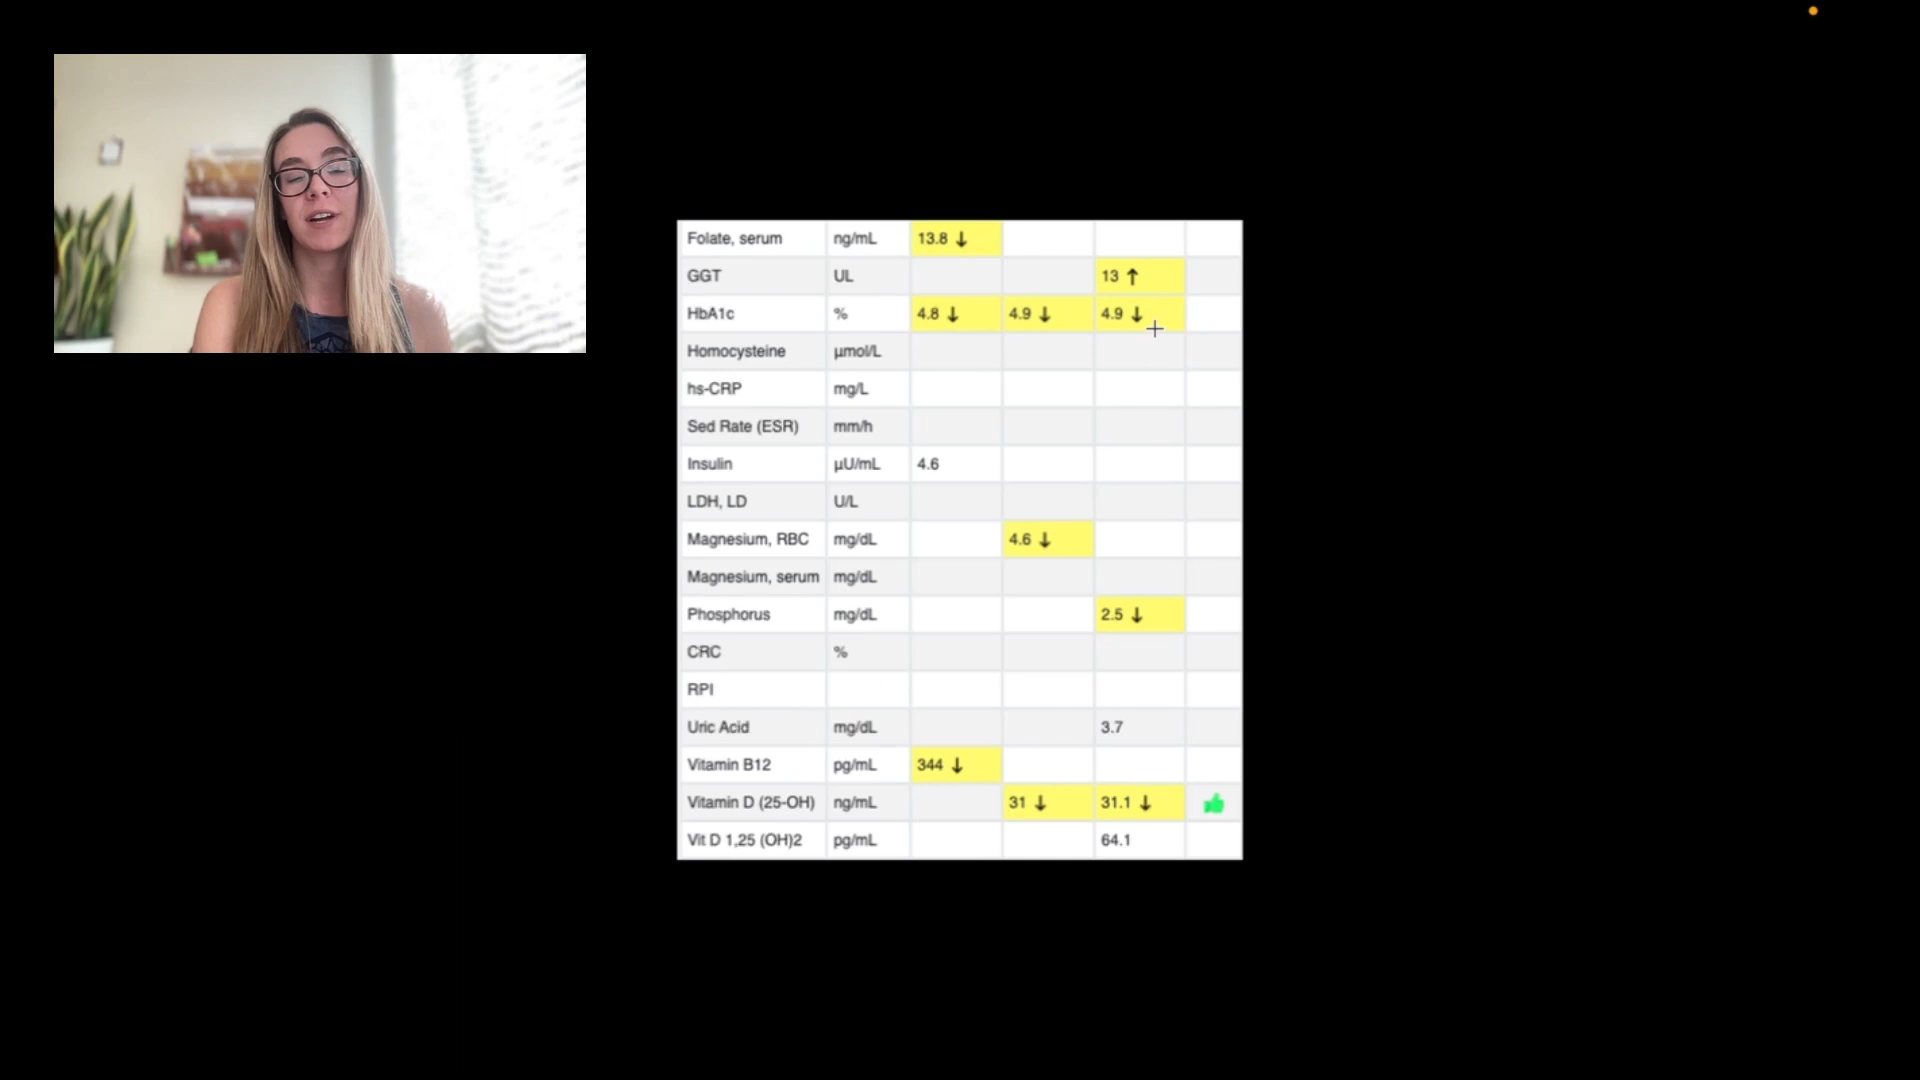 Folate, serum ng/mL 13.8 ↓
GGT UL 13 ↑
HbA1c % 4.8 ↓ 4.9 ↓ 4.9 ↓
Homocysteine µmol/L
hs-CRP mg/L
Sed Rate (ESR) mm/h
Insulin µU/mL 4.6
LDH, LD U/L
Magnesium, RBC mg/dL 4.6 ↓
Magnesium, serum mg/dL
Phosphorus mg/dL 2.5 ↓
CRC %
RPI
Uric Acid mg/dL 3.7
Vitamin B12 pg/mL 344 ↓
Vitamin D (25-OH) ng/mL 31 ↓ 31.1 ↓
Vit D 1,25 (OH)2 pg/mL 64.1